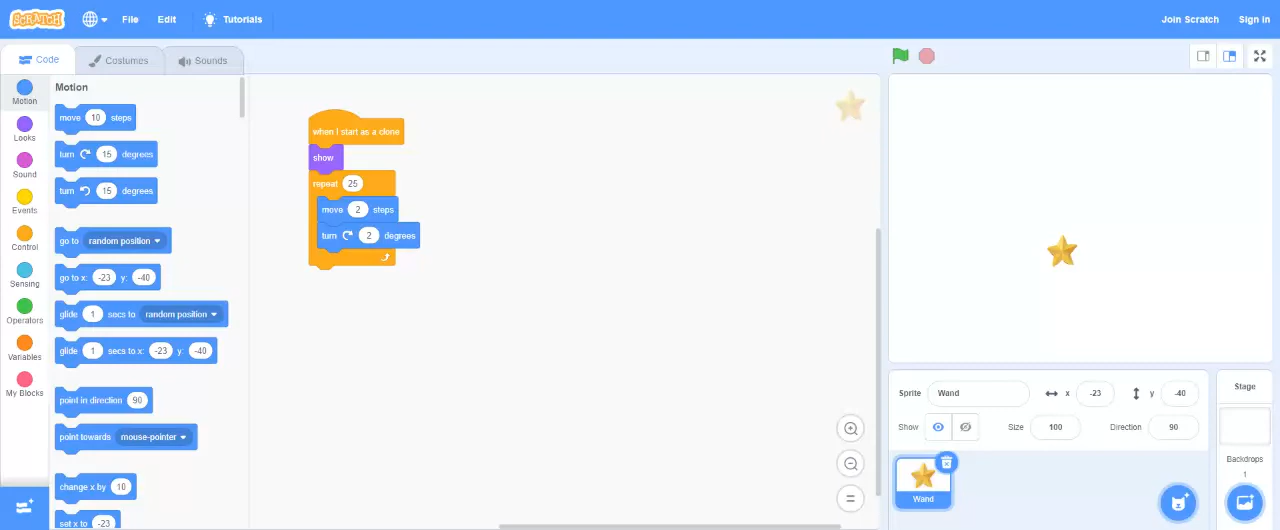 SCRATCH File Edit Tutorials Join Scratch Sign in
Code Costumes Sounds
Motion
Looks
Sound
Events
Control
Sensing
Operators
Variables
My Blocks
Motion
move 10 steps
turn 15 degrees
turn 15 degrees
go to random position
go to x: -23 y: -40
glide 1 secs to random position
glide 1 secs to x: -23 y: -40
point in direction 90
point towards mouse-pointer
change x by 10
set x to -23
when I start as a clone
show
repeat 25
move 2 steps
turn 2 degrees
Sprite Wand x -23 y -40
Show Size 100 Direction 90
Wand
Stage
Backdrops
1